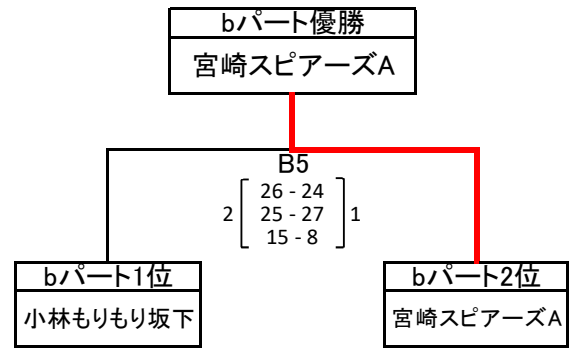 bパート優勝
宮崎スピアーズA
B5
26 - 24
2 25 - 27 1
15 - 8
bパート1位 bパート2位
小林もりもり坂下 宮崎スピアーズA